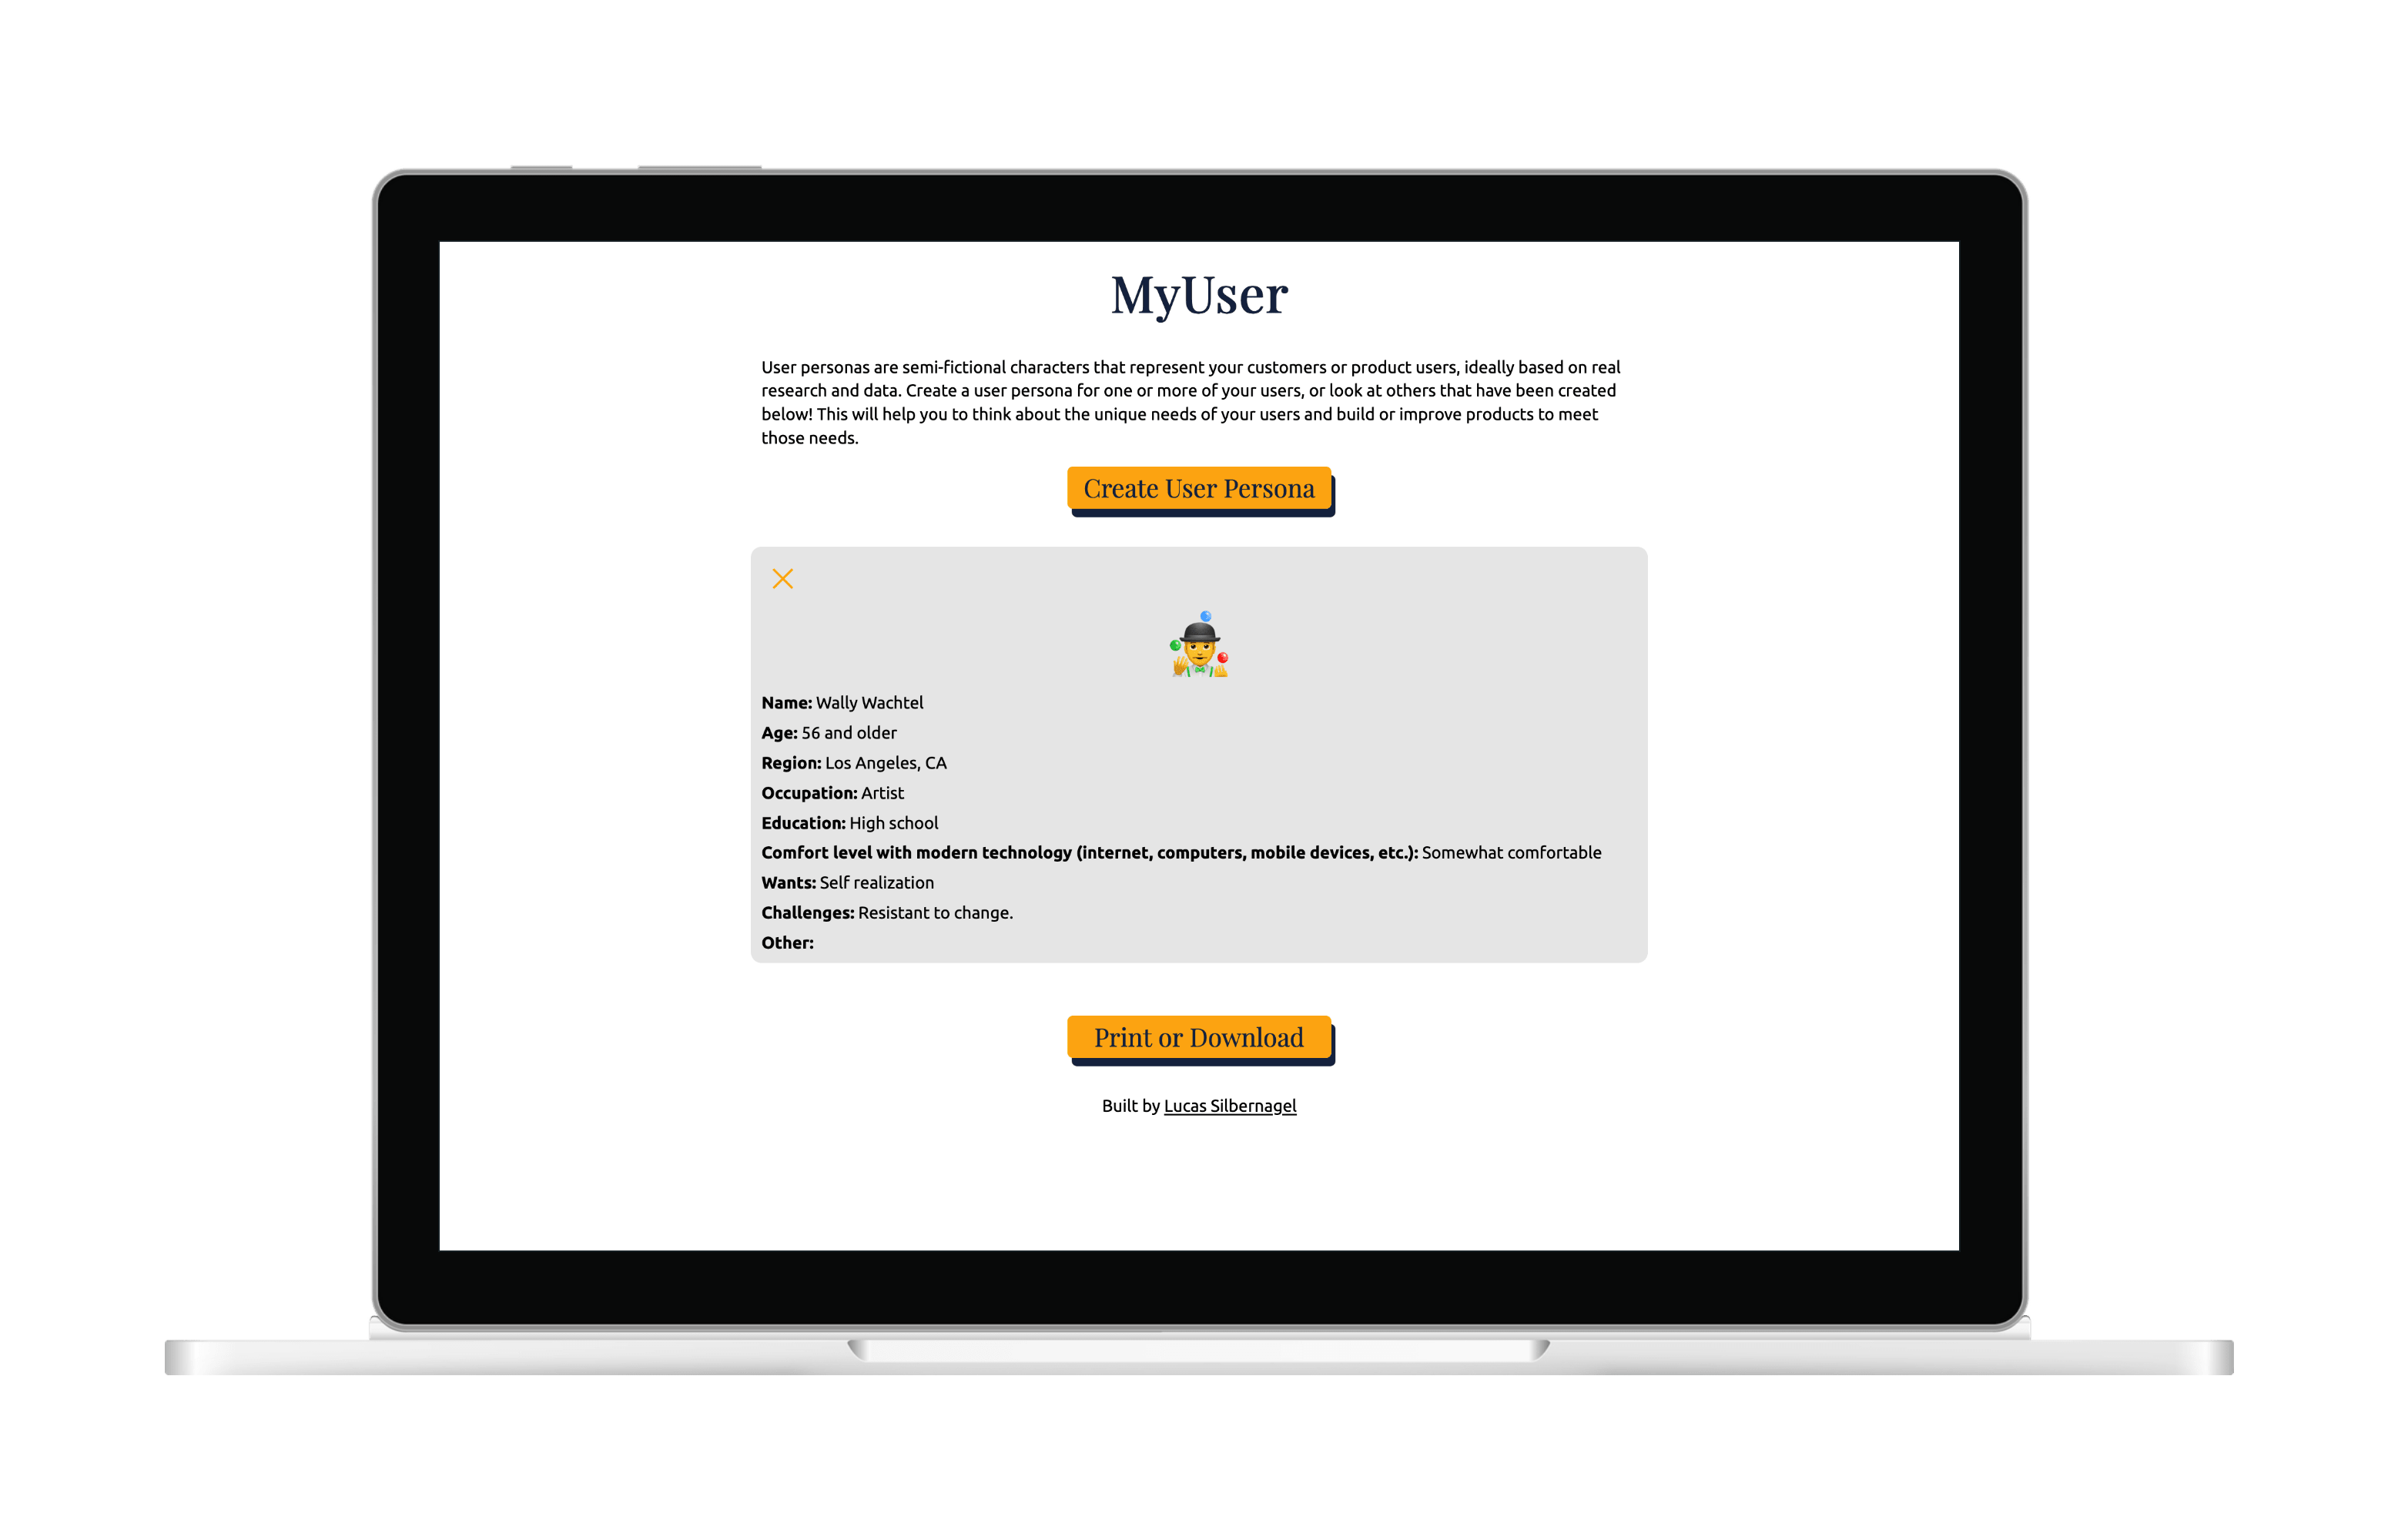 MyUser
User personas are semi-fictional characters that represent your customers or product users, ideally based on real
research and data. Create a user persona for one or more of your users, or look at others that have been created
below! This will help you to think about the unique needs of your users and build or improve products to meet
those needs.
Create User Persona
Name: Wally Wachtel
Age: 56 and older
Region: Los Angeles, CA
Occupation: Artist
Education: High school
Comfort level with modern technology (internet, computers, mobile devices, etc.): Somewhat comfortable
Wants: Self realization
Challenges: Resistant to change.
Other:
Print or Download
Built by Lucas Silbernagel